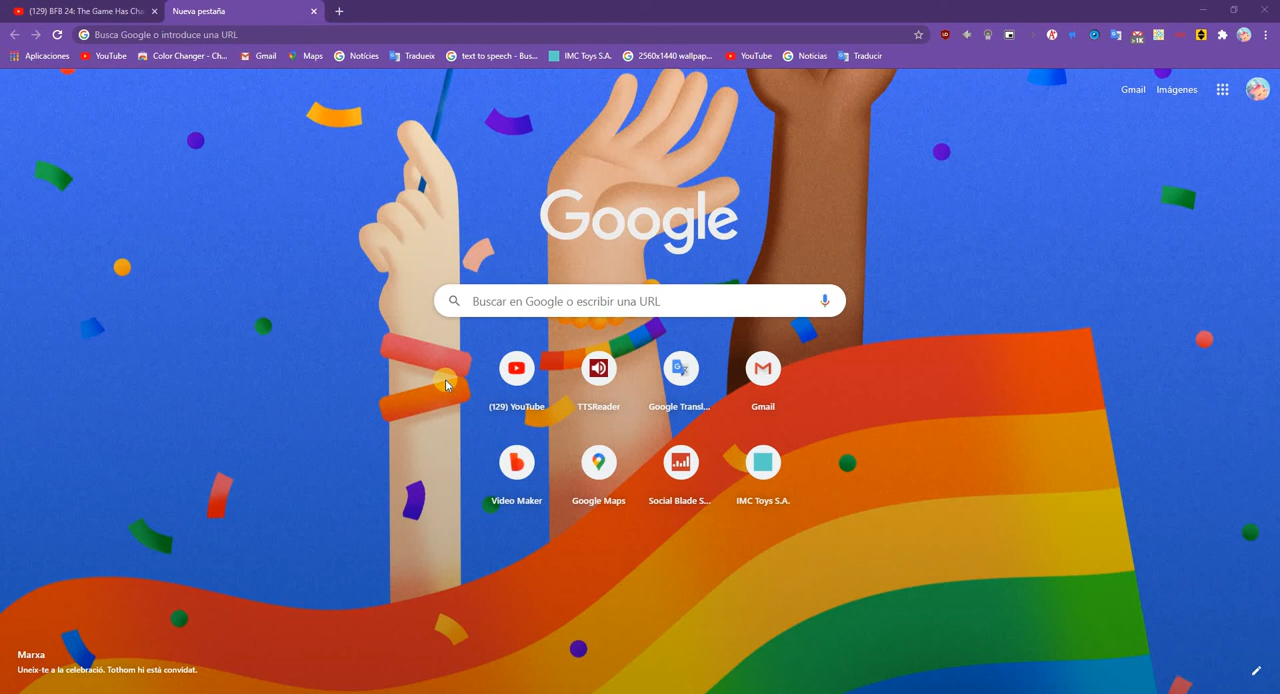 (129) BFB 24: The Game Has Cha
Nueva pestaña
Busca Google o introduce una URL
Aplicaciones
YouTube
Color Changer - Ch...
Gmail
Maps
Notícies
Tradueix
text to speech - Bus...
IMC Toys S.A.
2560x1440 wallpap...
YouTube
Noticias
Traducir
Gmail
Imágenes
Google
Buscar en Google o escribir una URL
(129) YouTube
TTSReader
Google Transl...
Gmail
Video Maker
Google Maps
Social Blade S...
IMC Toys S.A.
Marxa
Uneix-te a la celebració. Tothom hi està convidat.